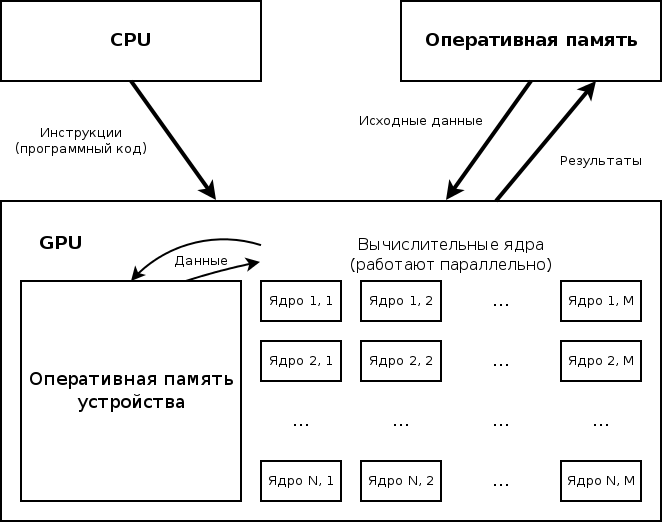 CPU
Оперативная память
Инструкции
(программный код)
Исходные данные
Результаты
GPU
Данные
Вычислительные ядра
(работают параллельно)
Оперативная память
устройства
Ядро 1, 1
Ядро 1, 2
...
Ядро 1, M
Ядро 2, 1
Ядро 2, 2
...
Ядро 2, M
...
...
...
...
Ядро N, 1
Ядро N, 2
...
Ядро N, M